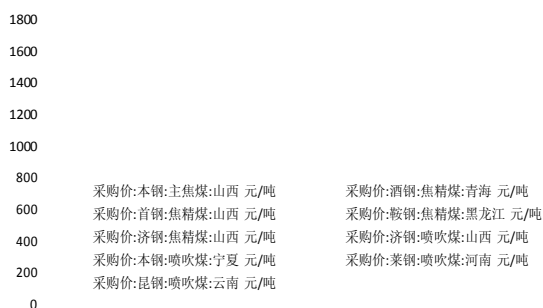 1800
1600
1400
1200
1000
800
采购价:本钢:主焦煤:山西 元/吨 采购价:酒钢:焦精煤:青海 元/吨
600
采购价:首钢:焦精煤:山西 元/吨 采购价:鞍钢:焦精煤:黑龙江 元/吨
400
采购价:济钢:焦精煤:山西 元/吨 采购价:济钢:喷吹煤:山西 元/吨
采购价:本钢:喷吹煤:宁夏 元/吨 采购价:莱钢:喷吹煤:河南 元/吨
200
采购价:昆钢:喷吹煤:云南 元/吨
0